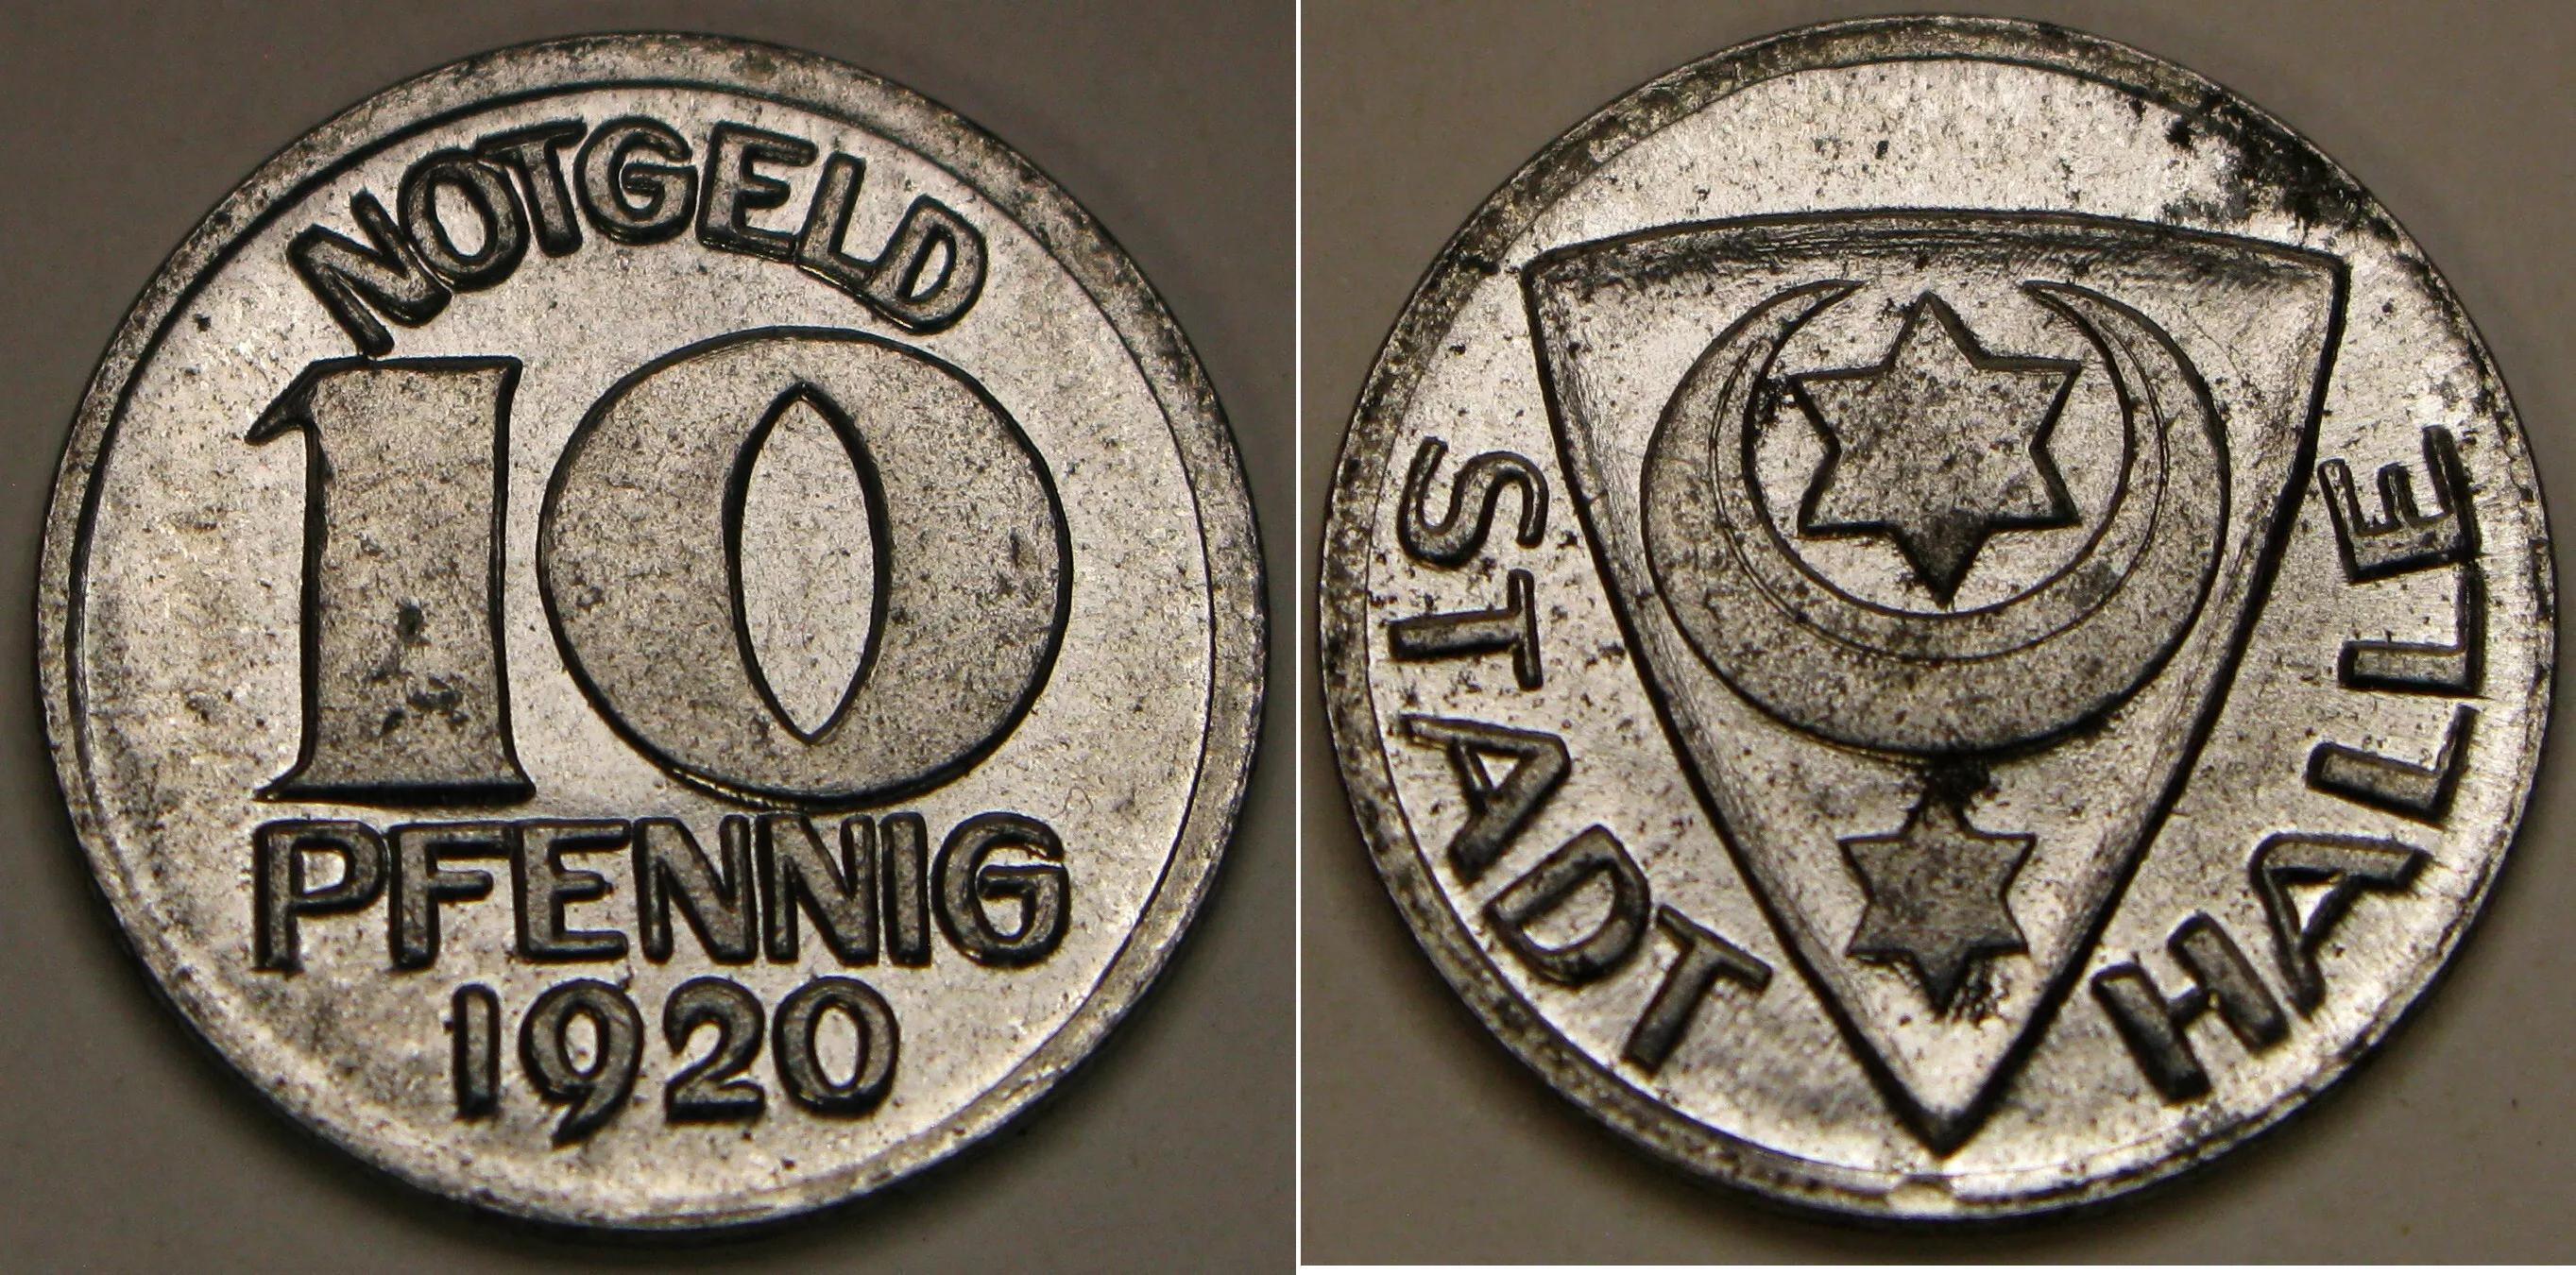 NOTGELD
10
PFENNIG
1920
STADT HALLE